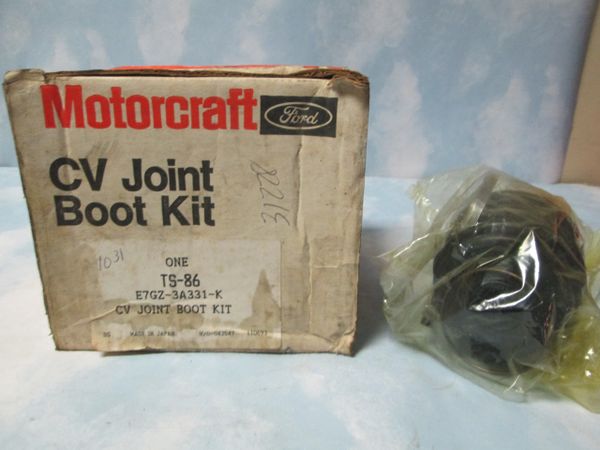 Motorcraft Ford
CV Joint
Boot Kit
31228
1031
ONE
TS-86
E7GZ-3A331-K
CV JOINT BOOT KIT
MADE IN JAPAN